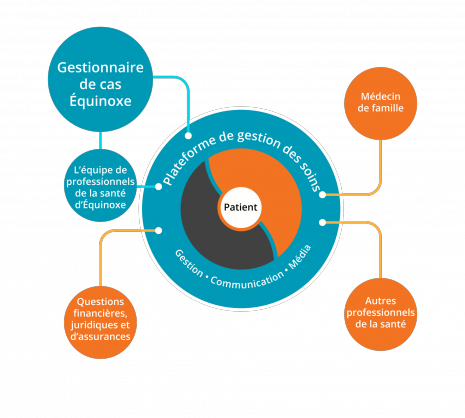 Gestionnaire
de cas
Équinoxe
L'équipe de
professionnels
de la santé
d'Équinoxe
Plateforme de gestion des soins
Médecin
de famille
Patient
Gestion • Communication • Média
Questions
financières,
juridiques et
d'assurances
Autres
professionnels
de la santé